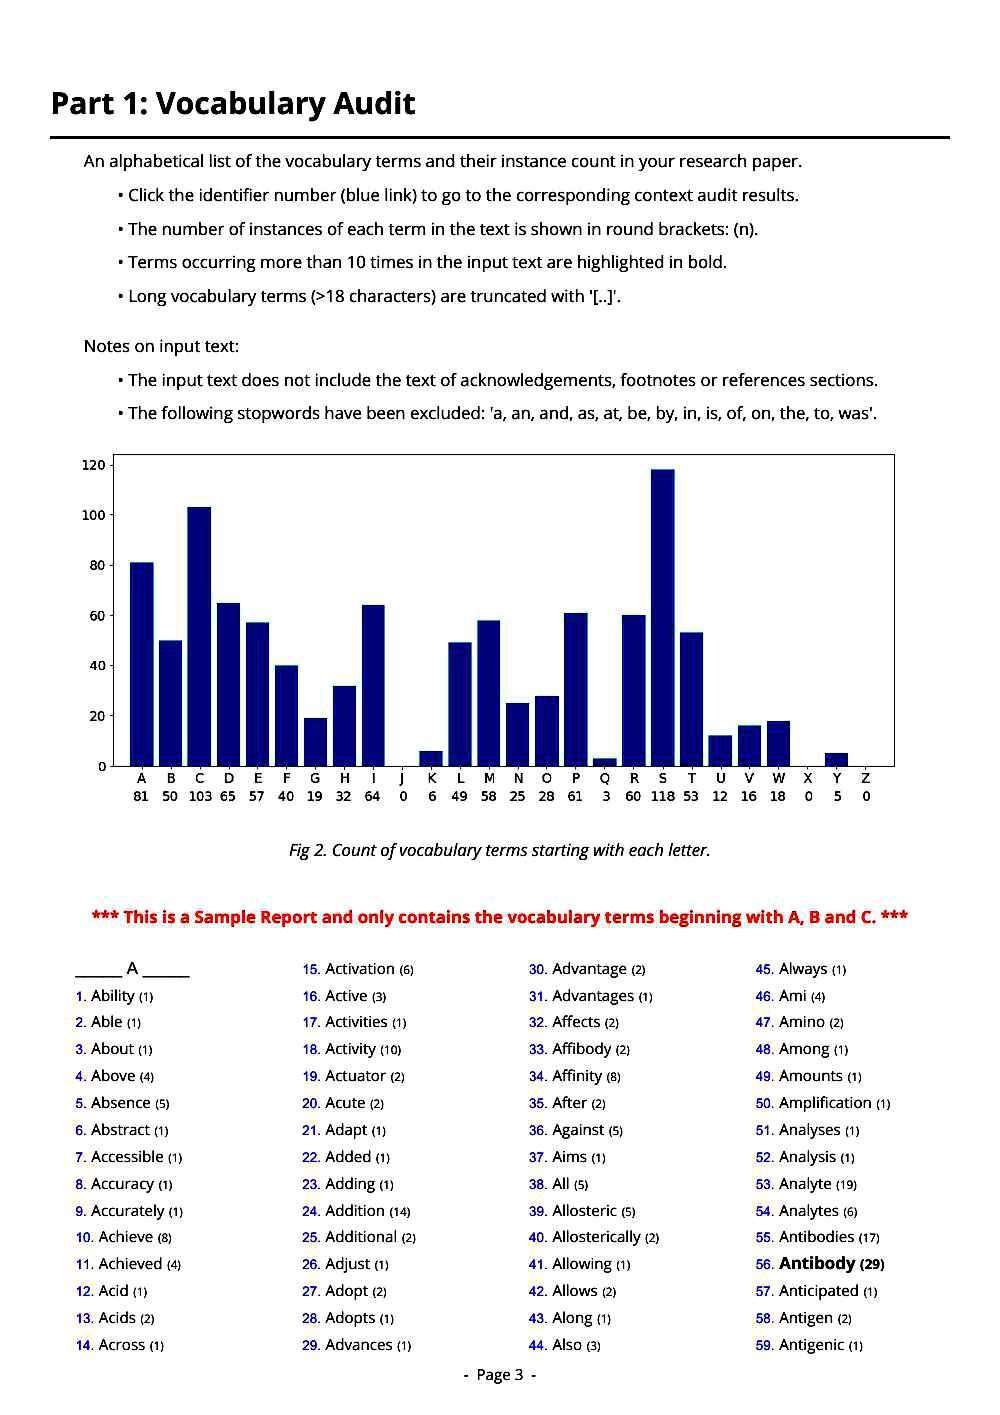 Part 1: Vocabulary Audit
An alphabetical list of the vocabulary terms and their instance count in your research paper.
• Click the identifier number (blue link) to go to the corresponding context audit results.
• The number of instances of each term in the text is shown in round brackets: (n).
• Terms occurring more than 10 times in the input text are highlighted in bold.
• Long vocabulary terms (>18 characters) are truncated with '[..]'.
Notes on input text:
• The input text does not include the text of acknowledgements, footnotes or references sections.
• The following stopwords have been excluded: 'a, an, and, as, at, be, by, in, is, of, on, the, to, was'.
120
100
80
60
40
20
0
A B C D E F G H I J K L M N O P Q R S T U V W X Y Z
81 50 103 65 57 40 19 32 64 0 6 49 58 25 28 61 3 60 118 53 12 16 18 0 5 0
Fig 2. Count of vocabulary terms starting with each letter.
*** This is a Sample Report and only contains the vocabulary terms beginning with A, B and C. ***
______ A ______
1. Ability (1)
2. Able (1)
3. About (1)
4. Above (4)
5. Absence (5)
6. Abstract (1)
7. Accessible (1)
8. Accuracy (1)
9. Accurately (1)
10. Achieve (8)
11. Achieved (4)
12. Acid (1)
13. Acids (2)
14. Across (1)
15. Activation (6)
16. Active (3)
17. Activities (1)
18. Activity (10)
19. Actuator (2)
20. Acute (2)
21. Adapt (1)
22. Added (1)
23. Adding (1)
24. Addition (14)
25. Additional (2)
26. Adjust (1)
27. Adopt (2)
28. Adopts (1)
29. Advances (1)
30. Advantage (2)
31. Advantages (1)
32. Affects (2)
33. Affibody (2)
34. Affinity (8)
35. After (2)
36. Against (5)
37. Aims (1)
38. All (5)
39. Allosteric (5)
40. Allosterically (2)
41. Allowing (1)
42. Allows (2)
43. Along (1)
44. Also (3)
45. Always (1)
46. Ami (4)
47. Amino (2)
48. Among (1)
49. Amounts (1)
50. Amplification (1)
51. Analyses (1)
52. Analysis (1)
53. Analyte (19)
54. Analytes (6)
55. Antibodies (17)
56. Antibody (29)
57. Anticipated (1)
58. Antigen (2)
59. Antigenic (1)
- Page 3 -